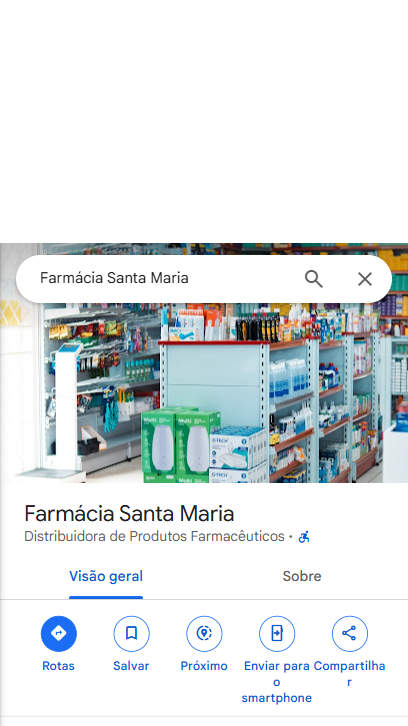 Farmácia Santa Maria
Farmácia Santa Maria
Distribuidora de Produtos Farmacêuticos ·
Visão geral
Sobre
Rotas
Salvar
Próximo
Enviar para o smartphone
Compartilhar